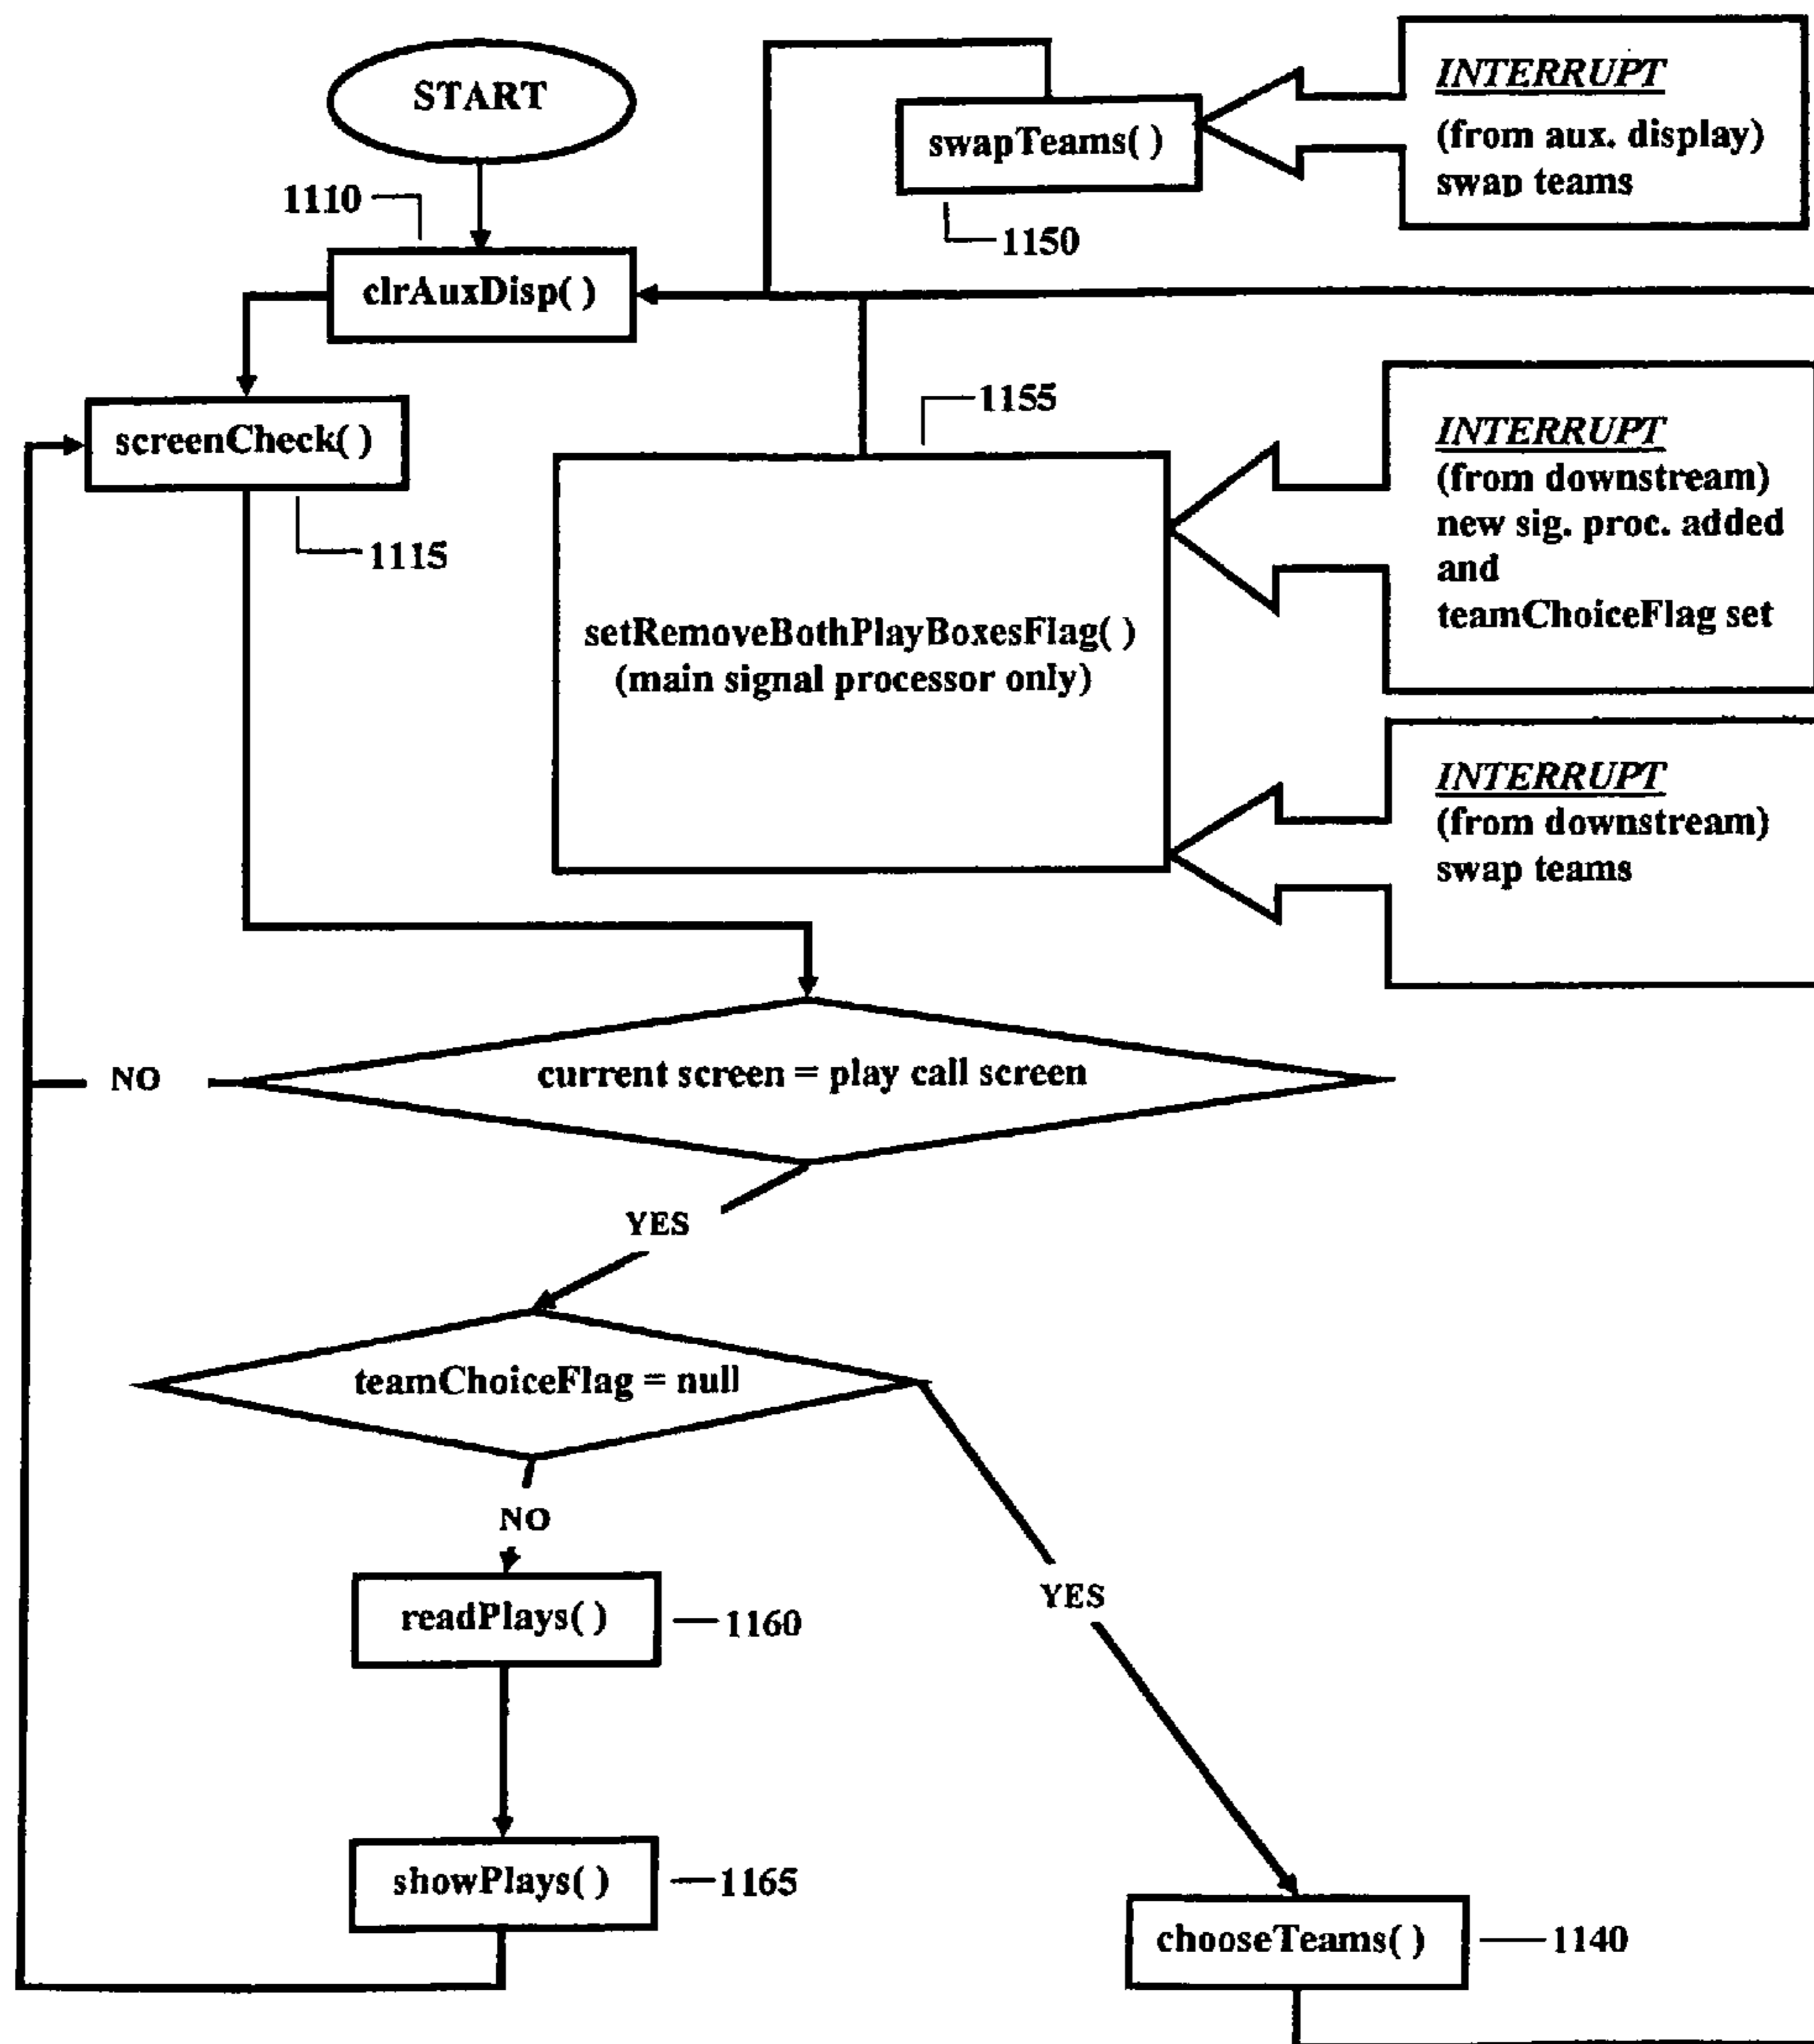 START
1110
clrAuxDisp( )
swapTeams( )
1150
INTERRUPT
(from aux. display)
swap teams
screenCheck( )
1115
1155
setRemoveBothPlayBoxesFlag( )
(main signal processor only)
INTERRUPT
(from downstream)
new sig. proc. added
and
teamChoiceFlag set
INTERRUPT
(from downstream)
swap teams
current screen = play call screen
NO
YES
teamChoiceFlag = null
NO
YES
readPlays( )
1160
showPlays( )
1165
chooseTeams( )
1140